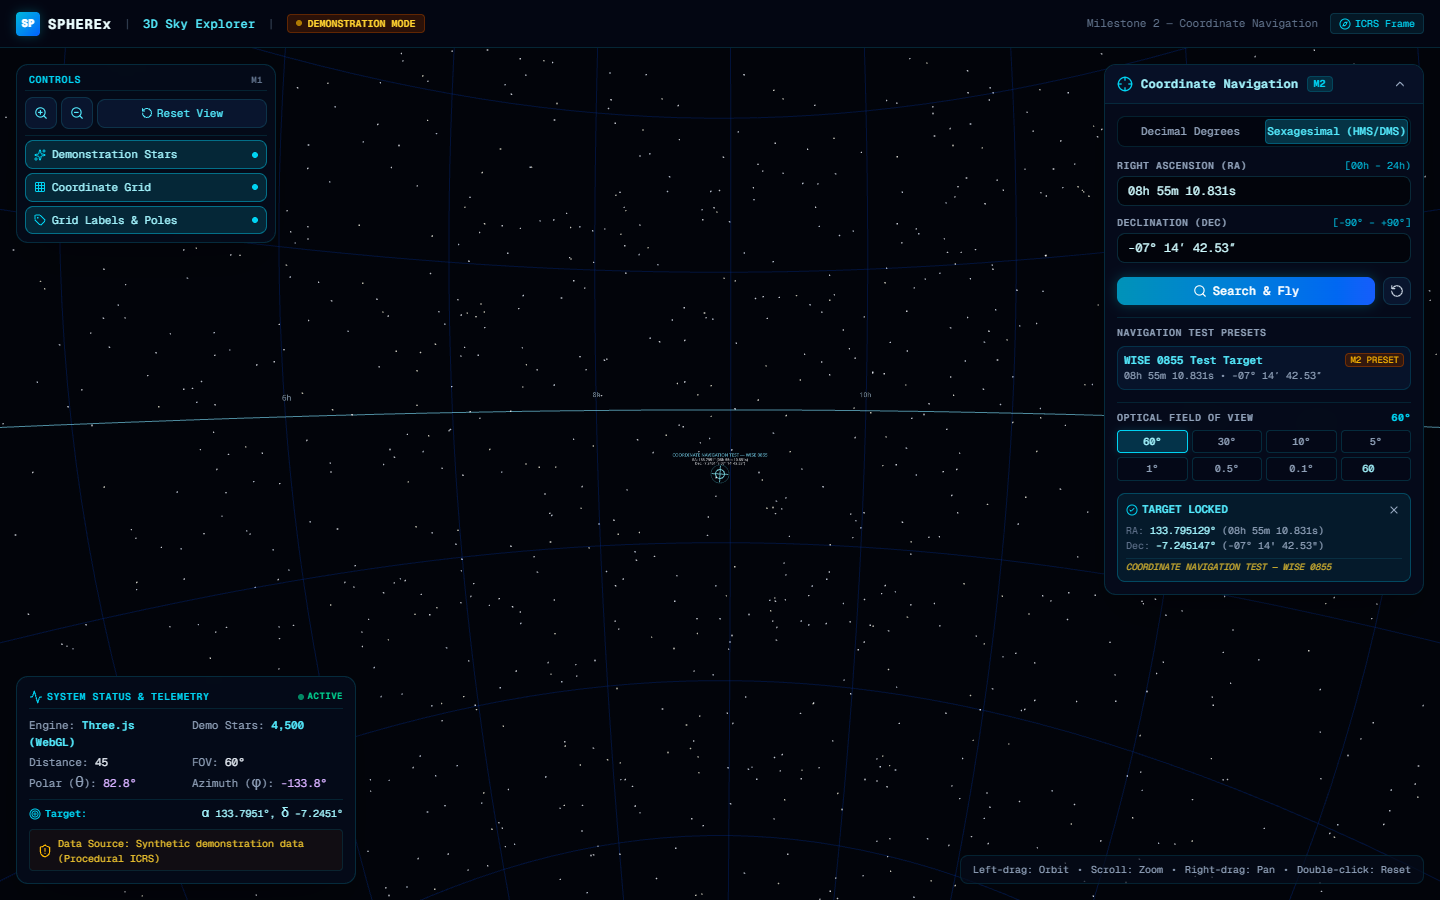 SP SPHEREx | 3D Sky Explorer | DEMONSTRATION MODE
Milestone 2 — Coordinate Navigation ICRS Frame
CONTROLS M1
Reset View
Demonstration Stars
Coordinate Grid
Grid Labels & Poles
Coordinate Navigation M2
Decimal Degrees Sexagesimal (HMS/DMS)
RIGHT ASCENSION (RA) [00h - 24h)
08h 55m 10.831s
DECLINATION (DEC) [-90° - +90°]
-07° 14′ 42.53″
Search & Fly
NAVIGATION TEST PRESETS
WISE 0855 Test Target M2 PRESET
08h 55m 10.831s • -07° 14′ 42.53″
OPTICAL FIELD OF VIEW 60°
60° 30° 10° 5°
1° 0.5° 0.1° 60
TARGET LOCKED
RA: 133.795129° (08h 55m 10.831s)
Dec: -7.245147° (-07° 14′ 42.53″)
COORDINATE NAVIGATION TEST — WISE 0855
6h 8h 10h
COORDINATE NAVIGATION TEST — WISE 0855
SYSTEM STATUS & TELEMETRY ACTIVE
Engine: Three.js (WebGL) Demo Stars: 4,500
Distance: 45 FOV: 60°
Polar (θ): 82.8° Azimuth (φ): -133.8°
Target: α 133.7951°, δ -7.2451°
Data Source: Synthetic demonstration data
(Procedural ICRS)
Left-drag: Orbit • Scroll: Zoom • Right-drag: Pan • Double-click: Reset